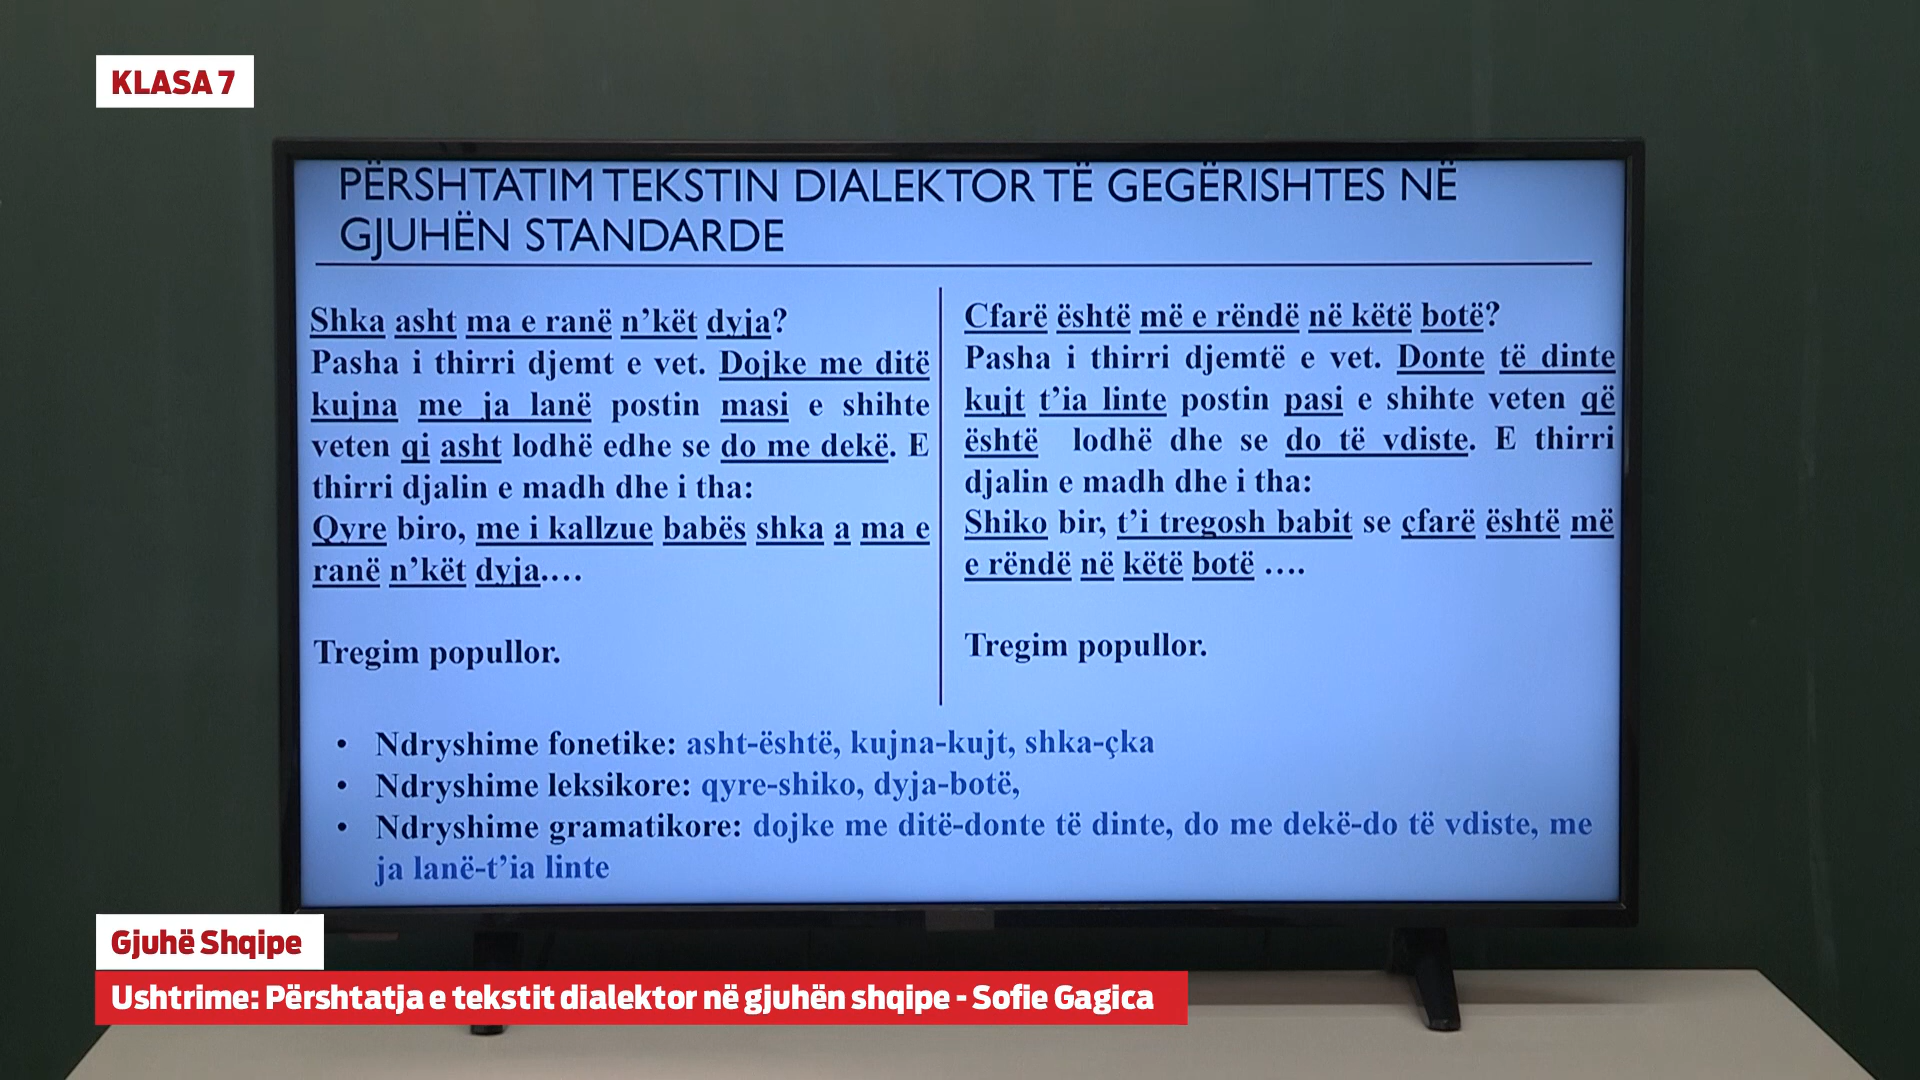 KLASA 7
PËRSHTATIM TEKSTIN DIALEKTOR TË GEGËRISHTES NË
GJUHËN STANDARDE
Shka asht ma e ranë n’kët dyja?
Pasha i thirri djemt e vet. Dojke me ditë
kujna me ja lanë postin masi e shihte
veten qi asht lodhë edhe se do me dekë. E
thirri djalin e madh dhe i tha:
Qyre biro, me i kallzue babës shka a ma e
ranë n’kët dyja....
Tregim popullor.
Cfarë është më e rëndë në këtë botë?
Pasha i thirri djemtë e vet. Donte të dinte
kujt t’ia linte postin pasi e shihte veten që
është lodhë dhe se do të vdiste. E thirri
djalin e madh dhe i tha:
Shiko bir, t’i tregosh babit se çfarë është më
e rëndë në këtë botë ....
Tregim popullor.
• Ndryshime fonetike: asht-është, kujna-kujt, shka-çka
• Ndryshime leksikore: qyre-shiko, dyja-botë,
• Ndryshime gramatikore: dojke me ditë-donte të dinte, do me dekë-do të vdiste, me
ja lanë-t’ia linte
Gjuhë Shqipe
Ushtrime: Përshtatja e tekstit dialektor në gjuhën shqipe - Sofie Gagica